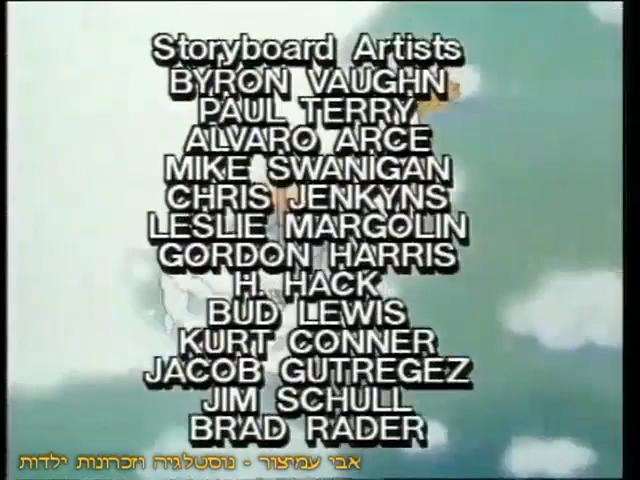 Storyboard Artists
BYRON VAUGHN
PAUL TERRY
ALVARO ARCE
MIKE SWANIGAN
CHRIS JENKYNS
LESLIE MARGOLIN
GORDON HARRIS
H. HACK
BUD LEWIS
KURT CONNER
JACOB GUTREGEZ
JIM SCHULL
BRAD RADER
אבי עמיצור - נוסטלגיה וזכרונות ילדות